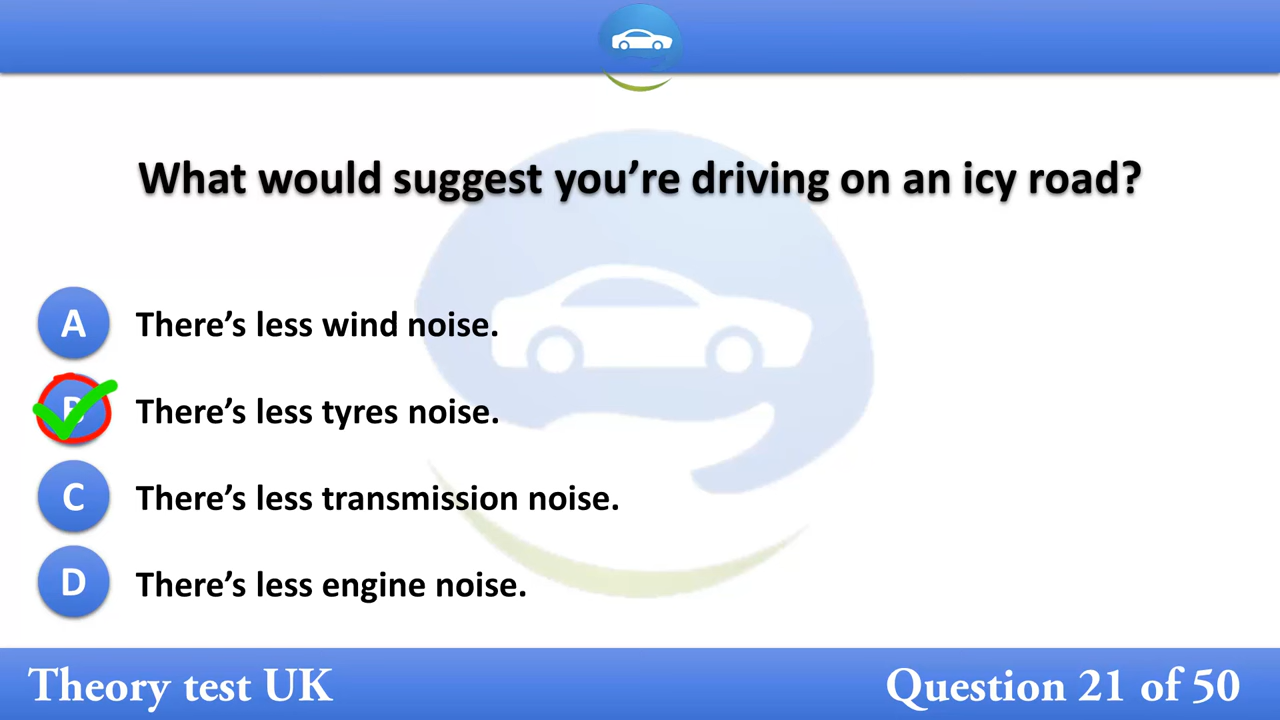 What would suggest you’re driving on an icy road?
A There’s less wind noise.
B There’s less tyres noise.
C There’s less transmission noise.
D There’s less engine noise.
Theory test UK
Question 21 of 50